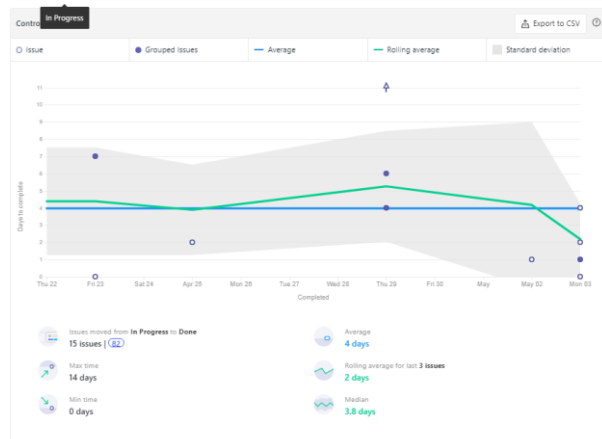 In Progress
Contro
Export to CSV
Issue
Grouped Issues
Average
Rolling average
Standard deviation
11
10
9
8
7
6
5
4
3
2
1
0
Days to complete
Thu 22
Fri 23
Sat 24
Apr 25
Mon 26
Tue 27
Wed 28
Thu 29
Fri 30
May
May 02
Mon 03
Completed
Issues moved from In Progress to Done
15 issues | 82
Max time
14 days
Min time
0 days
Average
4 days
Rolling average for last 3 issues
2 days
Median
3.8 days